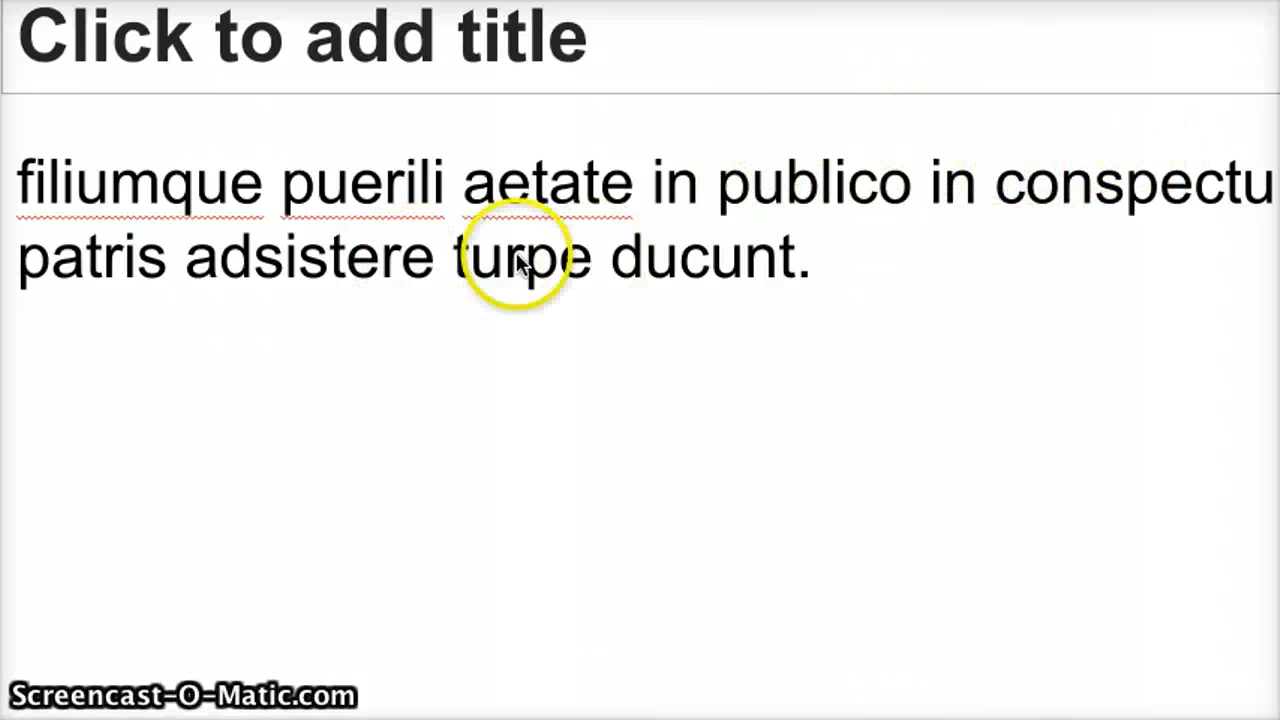 Click to add title
filiumque puerili aetate in publico in conspectu
patris adsistere turpe ducunt.
Screencast-O-Matic.com